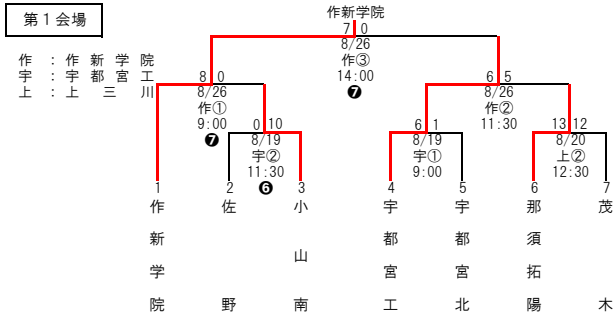 第1会場
作新学院
作 : 作新学院
宇 : 宇都宮工
上 : 上三川
7 0
8/26
作③
14:00
❼
8 0
8/26
作①
9:00
❼
6 5
8/26
作②
11:30
0 10
8/19
宇②
11:30
❻
6 1
8/19
宇①
9:00
13 12
8/20
上②
12:30
1 2 3 4 5 6 7
作新学院
佐野
小山南
宇都宮工
宇都宮北
那須拓陽
茂木